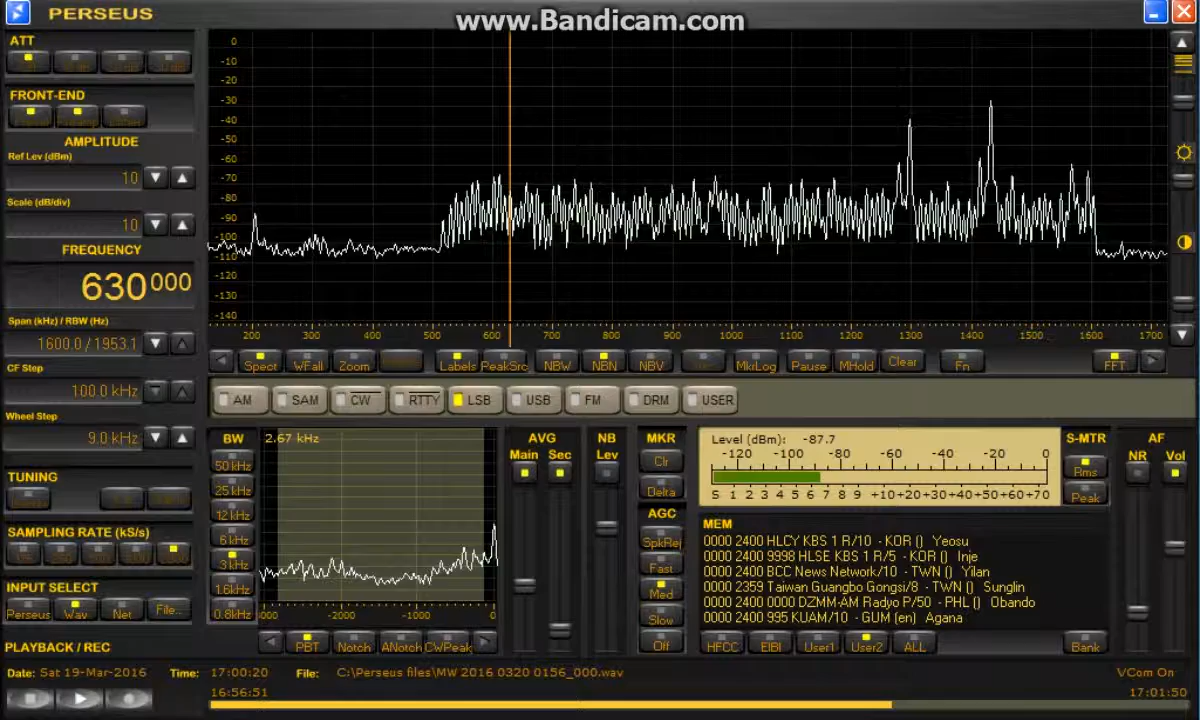 PERSEUS
www.Bandicam.com
ATT
FRONT-END
AMPLITUDE
Ref Lev (dBm)
10
Scale (dB/div)
10
FREQUENCY
630000
Span (kHz) / RBW (Hz)
1600.0 / 1953.1
CF Step
100.0 kHz
Wheel Step
9.0 kHz
TUNING
SAMPLING RATE (kS/s)
INPUT SELECT
Perseus Wav Net File..
PLAYBACK / REC
0
-10
-20
-30
-40
-50
-60
-70
-80
-90
-100
-110
-120
-130
-140
200 300 400 500 600 700 800 900 1000 1100 1200 1300 1400 1500 1600 1700
Spect WFall Zoom Labels PeakSrc NBW NBN NBV MkrLog Pause MHold Clear Fn FFT
AM SAM CW RTTY LSB USB FM DRM USER
BW
50 kHz
25 kHz
12 kHz
6 kHz
3 kHz
1.6kHz
0.8kHz
2.67 kHz
-2000 -1000 0
PBT Notch ANotch CWPeak
AVG
Main Sec
NB
Lev
MKR
Clr
Delta
AGC
SpkRej
Fast
Med
Slow
Off
Level (dBm): -87.7
-120 -100 -80 -60 -40 -20 0
S 1 2 3 4 5 6 7 8 9 +10+20+30+40+50+60+70
S-MTR
Rms
Peak
AF
NR Vol
MEM
0000 2400 HLCY KBS 1 R/10 - KOR () Yeosu
0000 2400 9998 HLSE KBS 1 R/5 - KOR () Inje
0000 2400 BCC News Network/10 - TWN () Yilan
0000 2359 Taiwan Guangbo Gongsi/8 - TWN () Sunglin
0000 2400 0000 DZMM-AM Radyo P/50 - PHL () Obando
0000 2400 995 KUAM/10 - GUM (en) Agana
HFCC EIBI User1 User2 ALL Bank
Date: Sat 19-Mar-2016 Time: 17:00:20 File: C:\Perseus files\MW 2016 0320 0156_000.wav VCom On
16:56:51 17:01:50